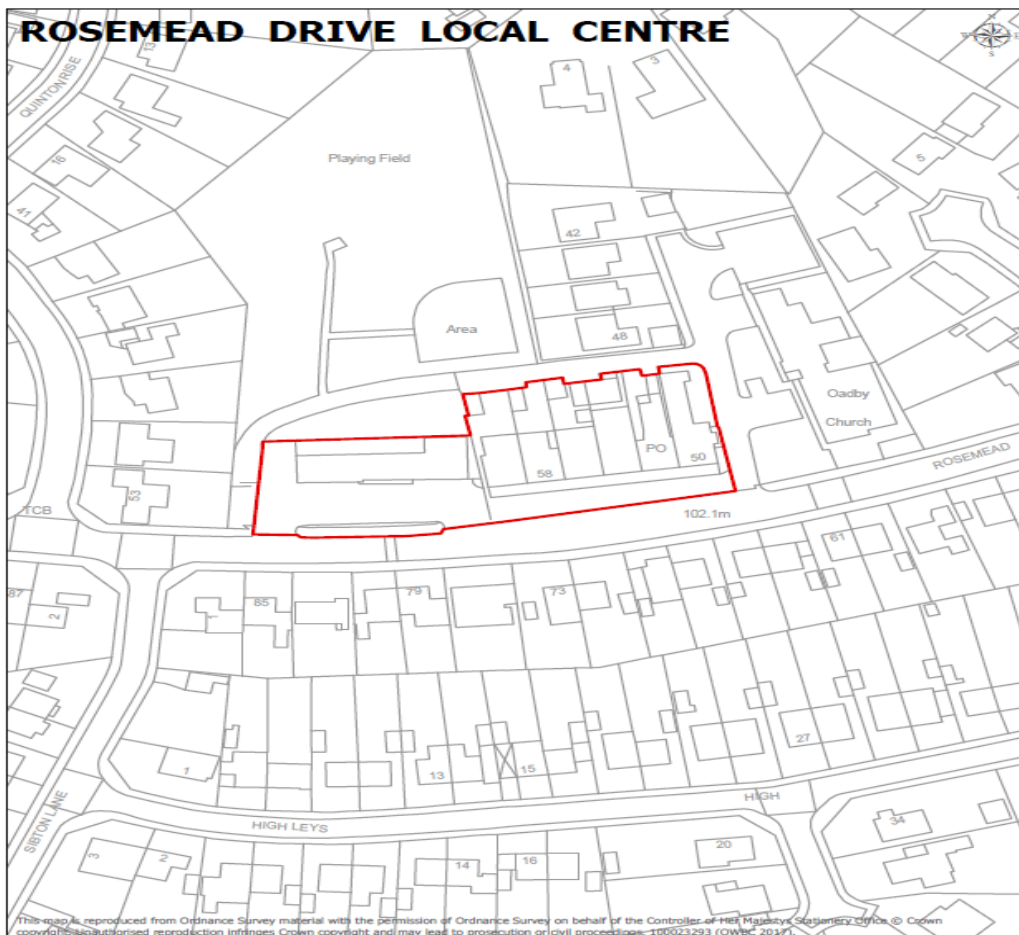 ROSEMEAD DRIVE LOCAL CENTRE
N
W
E
S
13
QUINTON RISE
4
3
Playing Field
16
5
41
42
Area
48
Oadby
Church
PO
50
58
ROSEMEAD
53
TCB
102.1m
61
87
2
1
85
79
73
1
13
15
27
HIGH
HIGH LEYS
SIBTON LANE
34
3
2
14
16
20
This map is reproduced from Ordnance Survey material with the permission of Ordnance Survey on behalf of the Controller of Her Majestys Stationery Office © Crown
copyright. Unauthorised reproduction infringes Crown copyright and may lead to prosecution or civil proceedings. 100023293 (OWBC 2017).